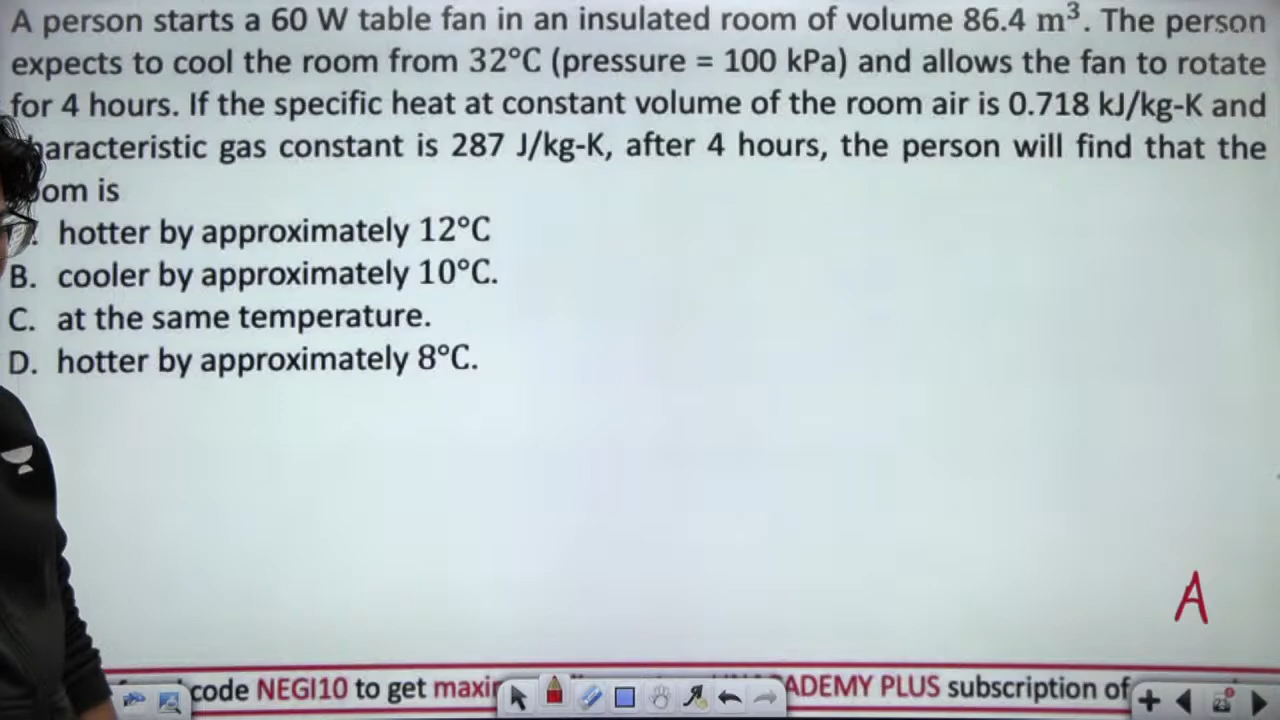 A person starts a 60 W table fan in an insulated room of volume 86.4 m³. The person
expects to cool the room from 32°C (pressure = 100 kPa) and allows the fan to rotate
for 4 hours. If the specific heat at constant volume of the room air is 0.718 kJ/kg-K and
haracteristic gas constant is 287 J/kg-K, after 4 hours, the person will find that the
oom is
. hotter by approximately 12°C
B. cooler by approximately 10°C.
C. at the same temperature.
D. hotter by approximately 8°C.
A
code NEGI10 to get ADEMY PLUS subscription of